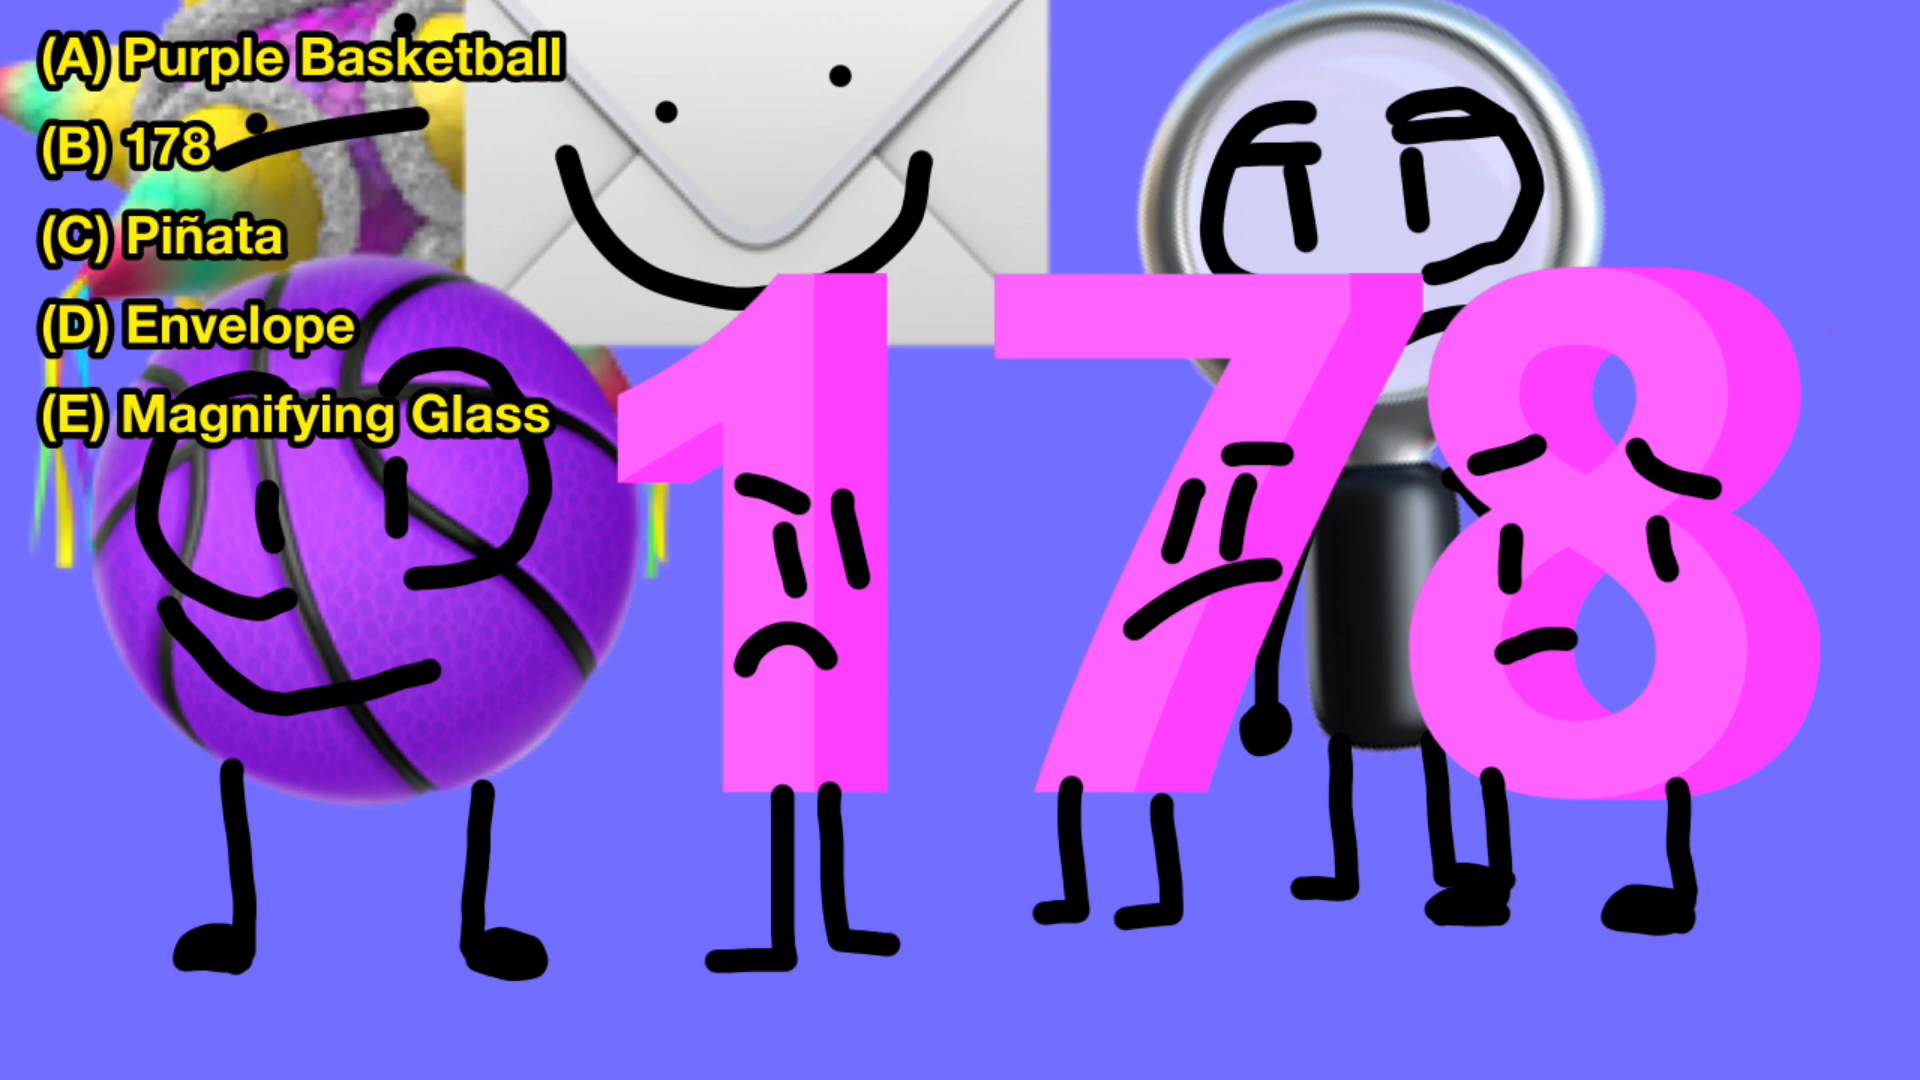 (A) Purple Basketball
(B) 178
(C) Piñata
(D) Envelope
(E) Magnifying Glass
178